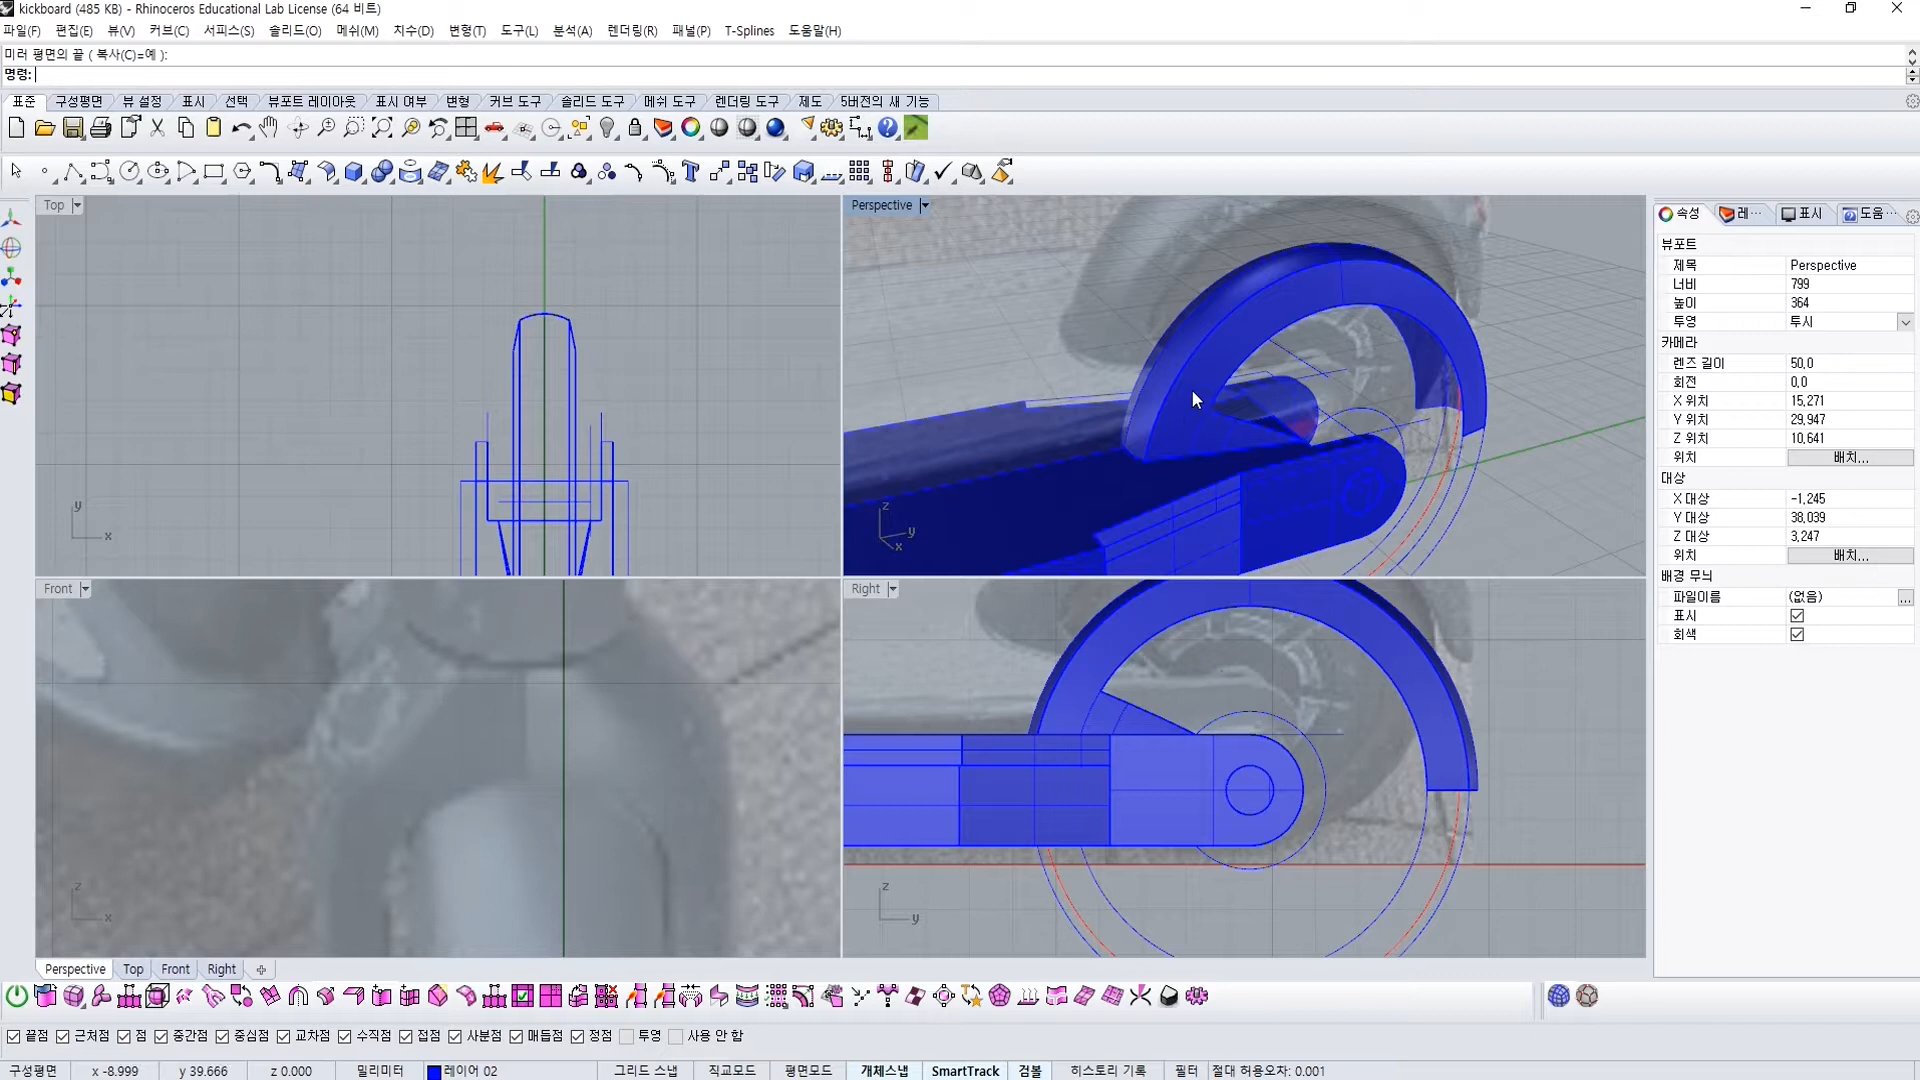 kickboard (485 KB) - Rhinoceros Educational Lab License (64 비트)
파일(F) 편집(E) 뷰(V) 커브(C) 서피스(S) 솔리드(O) 메쉬(M) 치수(D) 변형(T) 도구(L) 분석(A) 렌더링(R) 패널(P) T-Splines 도움말(H)
미러 평면의 끝 ( 복사(C)=예 ):
명령:
표준 구성평면 뷰 설정 표시 선택 뷰포트 레이아웃 표시 여부 변형 커브 도구 솔리드 도구 메쉬 도구 렌더링 도구 제도 5버전의 새 기능
Top
y
x
Perspective
z
y
x
Front
z
x
Right
z
y
속성 레… 표시 도움…
뷰포트
제목 Perspective
너비 799
높이 364
투영 투시
카메라
렌즈 길이 50,0
회전 0,0
X 위치 15,271
Y 위치 29,947
Z 위치 10,641
위치 배치...
대상
X 대상 -1,245
Y 대상 38,039
Z 대상 3,247
위치 배치...
배경 무늬
파일이름 (없음) ...
표시
회색
Perspective Top Front Right
끝점 근처점 점 중간점 중심점 교차점 수직점 접점 사분점 매듭점 정점 투영 사용 안 함
구성평면 x -8.999 y 39.666 z 0.000 밀리미터 레이어 02 그리드 스냅 직교모드 평면모드 개체스냅 SmartTrack 검볼 히스토리 기록 필터 절대 허용오차: 0.001